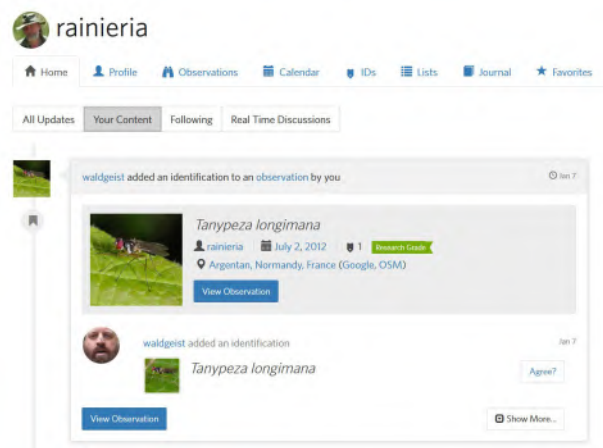 rainieria
Home Profile Observations Calendar IDs Lists Journal Favorites
All Updates Your Content Following Real Time Discussions
waldgeist added an identification to an observation by you Jan 7
Tanypeza longimana
rainieria July 2, 2012 1 Research Grade
Argentan, Normandy, France (Google, OSM)
View Observation
waldgeist added an identification Jan 7
Tanypeza longimana Agree?
View Observation Show More...